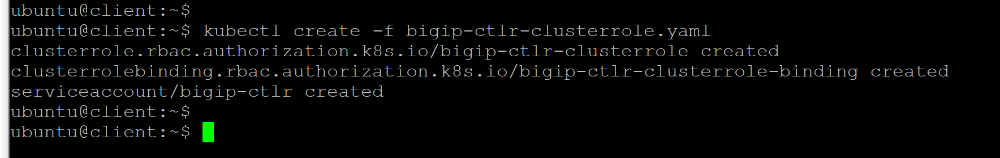 ubuntu@client:~$
ubuntu@client:~$ kubectl create -f bigip-ctlr-clusterrole.yaml
clusterrole.rbac.authorization.k8s.io/bigip-ctlr-clusterrole created
clusterrolebinding.rbac.authorization.k8s.io/bigip-ctlr-clusterrole-binding created
serviceaccount/bigip-ctlr created
ubuntu@client:~$
ubuntu@client:~$